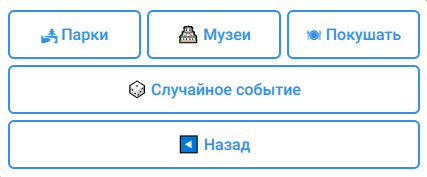 🏞 Парки 🏯 Музеи 🍽 Покушать
🎲 Случайное событие
◀️ Назад